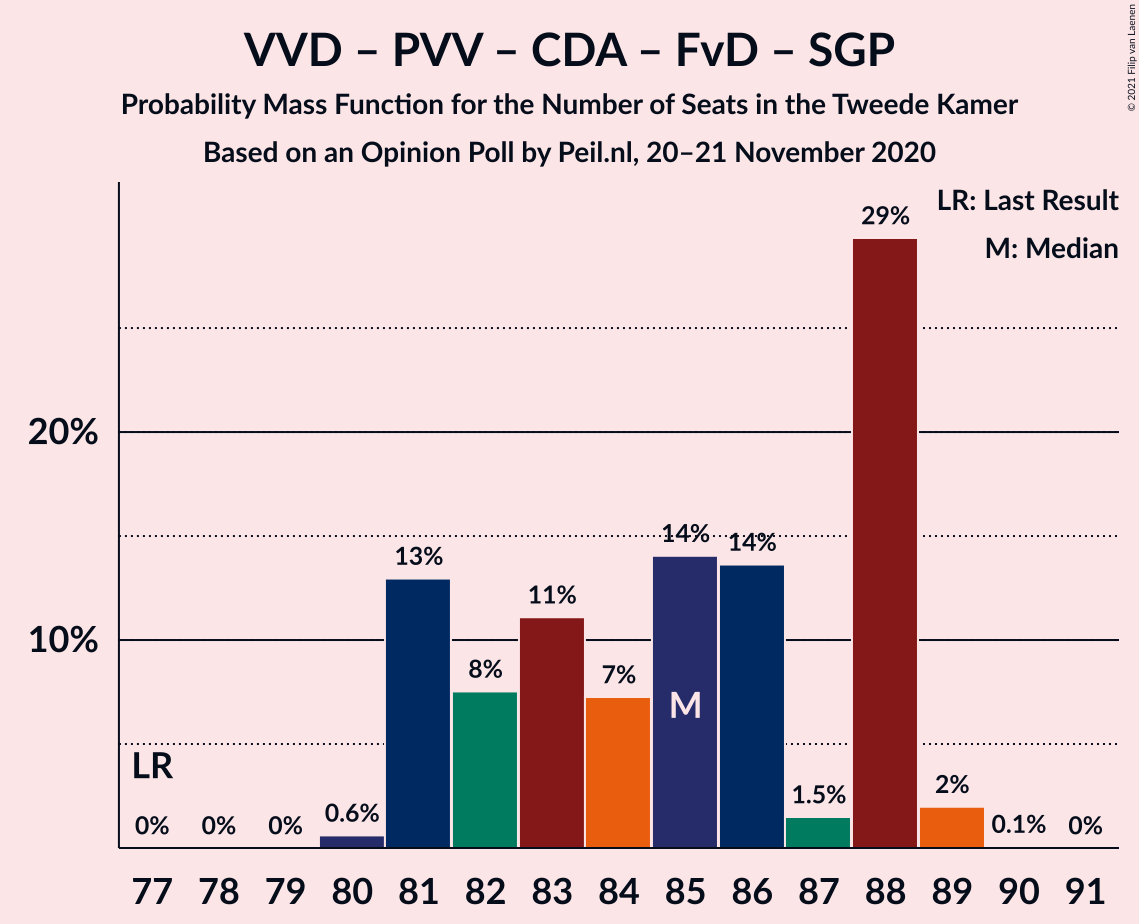 VVD – PVV – CDA – FvD – SGP
Probability Mass Function for the Number of Seats in the Tweede Kamer
Based on an Opinion Poll by Peil.nl, 20–21 November 2020
© 2021 Filip van Laenen
LR: Last Result
M: Median
20%
10%
LR
0%
0%
0%
0.6%
13%
8%
11%
7%
14%
M
14%
1.5%
29%
2%
0.1%
0%
77 78 79 80 81 82 83 84 85 86 87 88 89 90 91